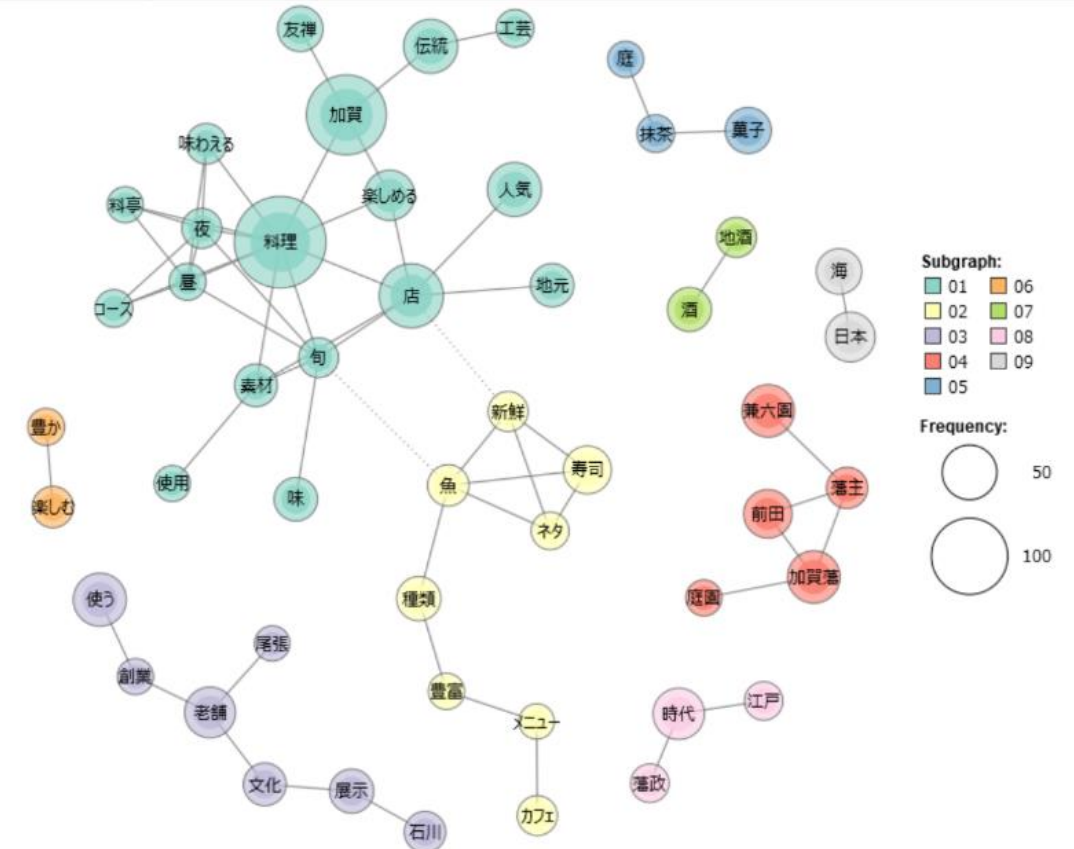 友禅
伝統
工芸
加賀
味わえる
料亭
夜
料理
楽しめる
人気
昼
コース
店
地元
旬
素材
使用
味
庭
抹茶
菓子
地酒
酒
海
日本
豊か
楽しむ
新鮮
寿司
魚
ネタ
種類
豊富
メニュー
カフェ
兼六園
藩主
前田
加賀藩
庭園
使う
創業
尾張
老舗
文化
展示
石川
時代
江戸
藩政
Subgraph:
01
06
02
07
03
08
04
09
05
Frequency:
50
100